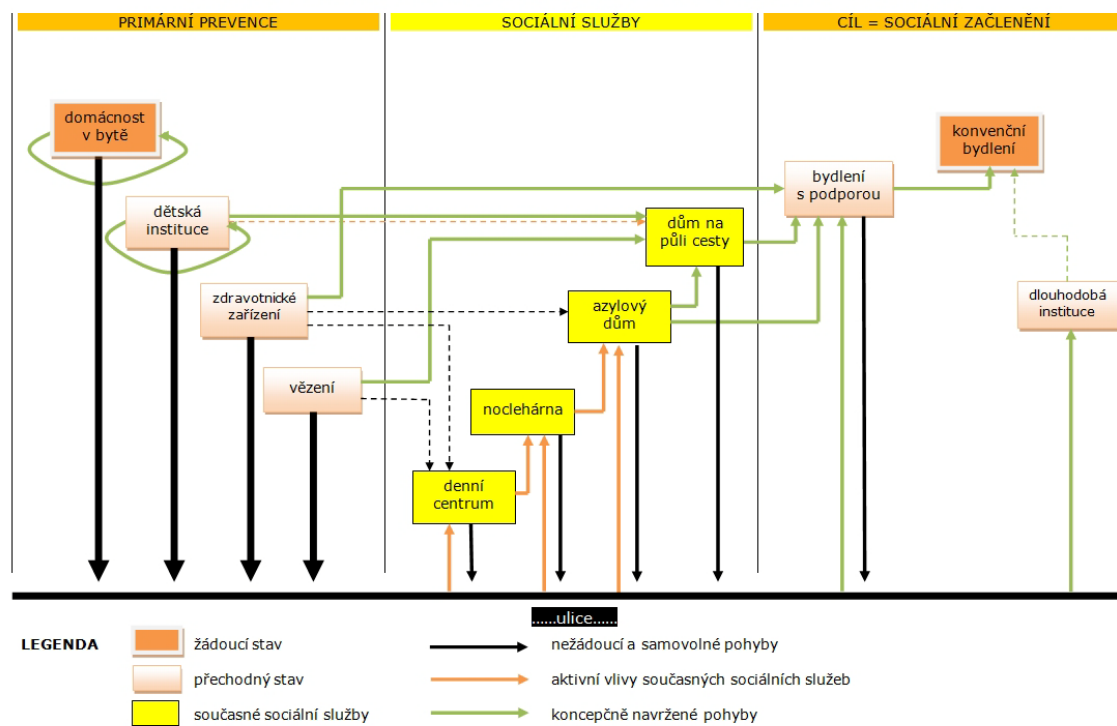 PRIMÁRNÍ PREVENCE
SOCIÁLNÍ SLUŽBY
CÍL = SOCIÁLNÍ ZAČLENĚNÍ
domácnost
v bytě
konvenční
bydlení
bydlení
s podporou
dětská
instituce
dům na
půli cesty
zdravotnické
zařízení
azylový
dům
dlouhodobá
instituce
vězení
noclehárna
denní
centrum
......ulice......
LEGENDA
žádoucí stav
nežádoucí a samovolné pohyby
přechodný stav
aktivní vlivy současných sociálních služeb
současné sociální služby
koncepčně navržené pohyby